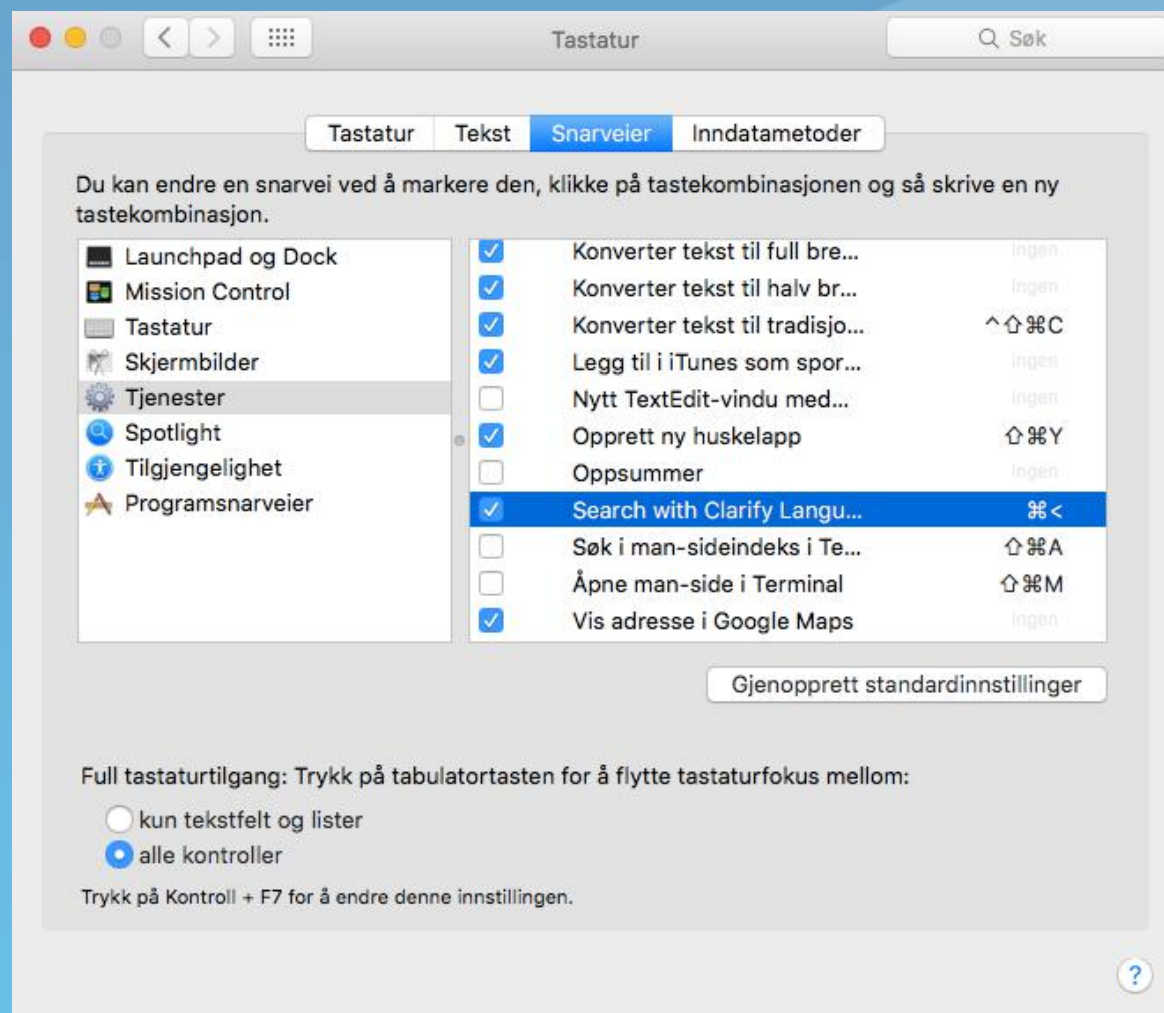 Tastatur
Søk
Tastatur Tekst Snarveier Inndatametoder
Du kan endre en snarvei ved å markere den, klikke på tastekombinasjonen og så skrive en ny
tastekombinasjon.
Launchpad og Dock
Mission Control
Tastatur
Skjermbilder
Tjenester
Spotlight
Tilgjengelighet
Programsnarveier
Konverter tekst til full bre... Ingen
Konverter tekst til halv br... Ingen
Konverter tekst til tradisjo... ^⇧⌘C
Legg til i iTunes som spor... Ingen
Nytt TextEdit-vindu med... Ingen
Opprett ny huskelapp ⇧⌘Y
Oppsummer Ingen
Search with Clarify Langu... ⌘<
Søk i man-sideindeks i Te... ⇧⌘A
Åpne man-side i Terminal ⇧⌘M
Vis adresse i Google Maps Ingen
Gjenopprett standardinnstillinger
Full tastaturtilgang: Trykk på tabulatortasten for å flytte tastaturfokus mellom:
kun tekstfelt og lister
alle kontroller
Trykk på Kontroll + F7 for å endre denne innstillingen.
?